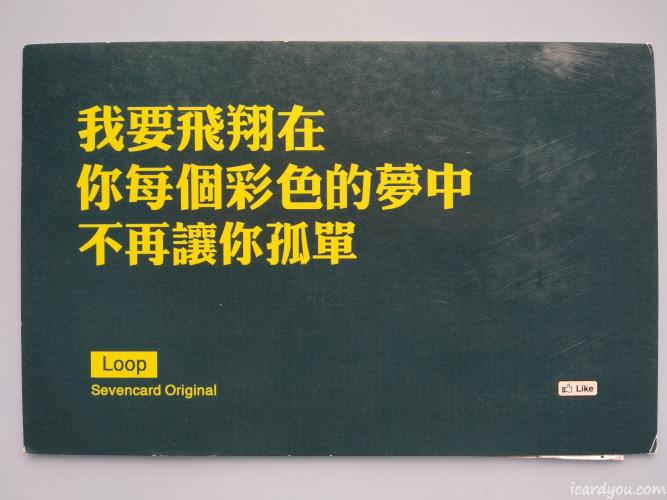 我要飛翔在
你每個彩色的夢中
不再讓你孤單
Loop
Sevencard Original
Like
icardyou.com